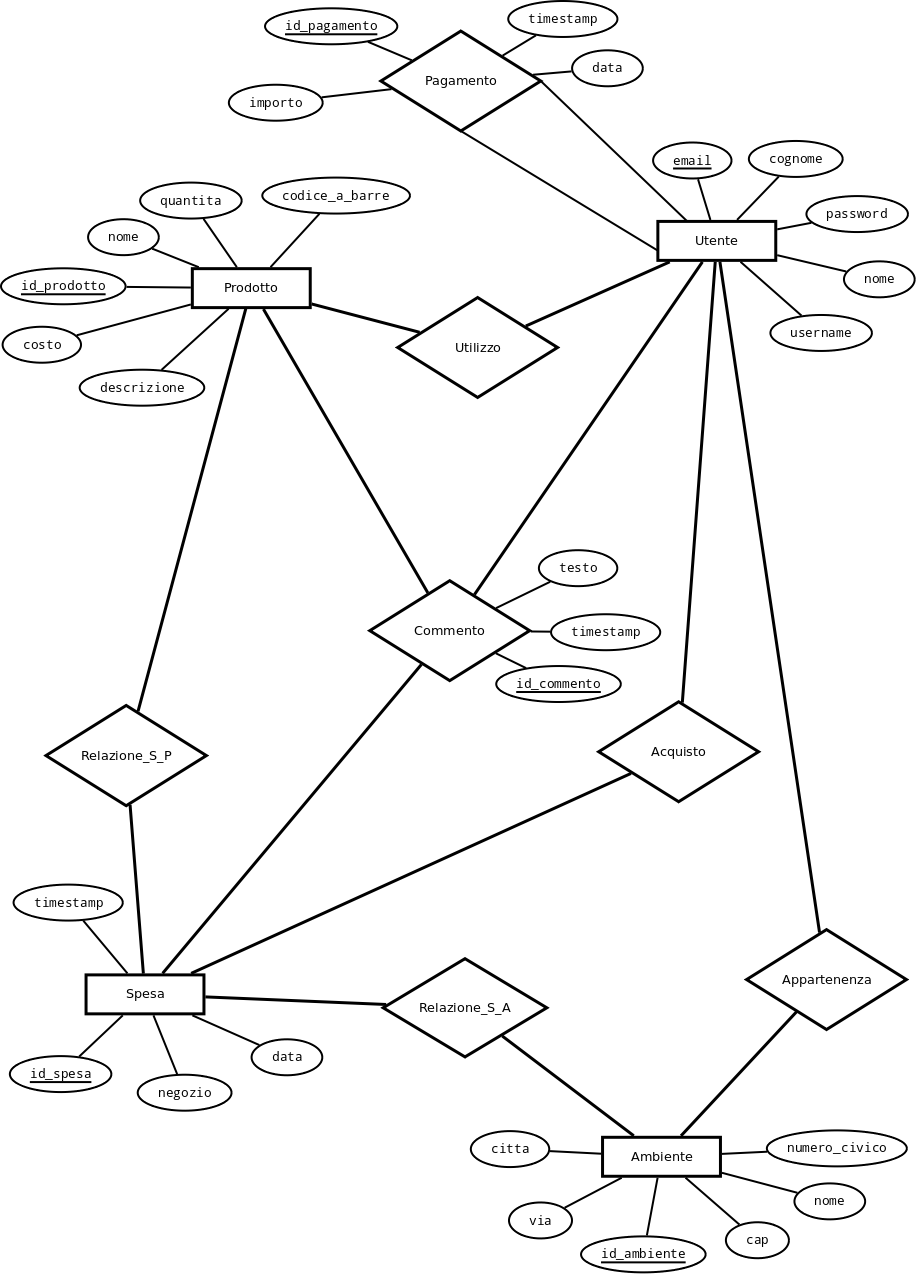 timestamp
id_pagamento
data
Pagamento
importo
email
cognome
codice_a_barre
quantita
password
nome
Utente
nome
id_prodotto
Prodotto
username
costo
Utilizzo
descrizione
testo
Commento
timestamp
id_commento
Relazione_S_P
Acquisto
timestamp
Appartenenza
Spesa
Relazione_S_A
data
id_spesa
negozio
citta
numero_civico
Ambiente
nome
via
cap
id_ambiente